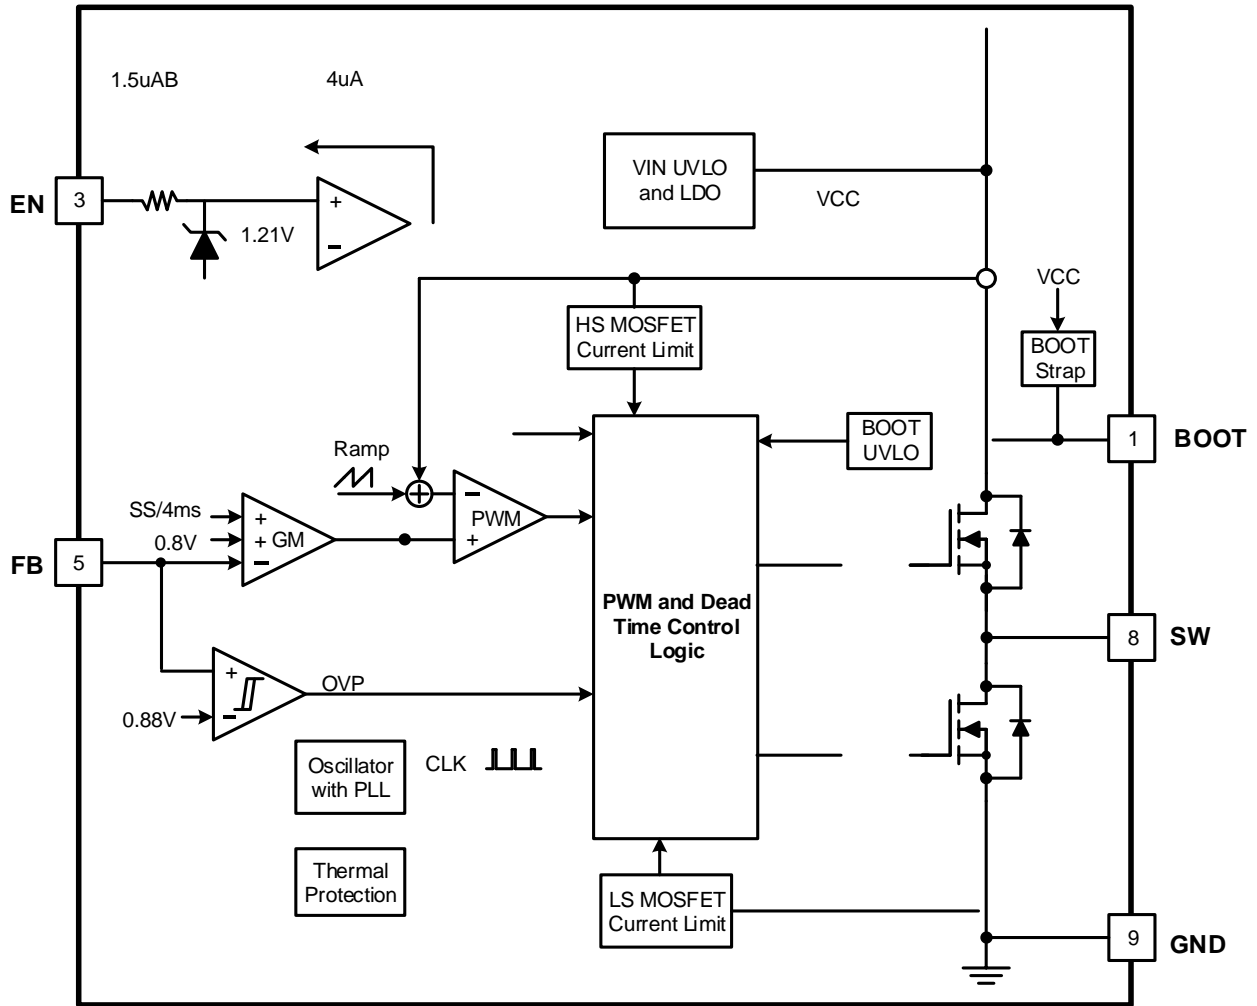 1.5uAB
4uA
VIN UVLO
and LDO
VCC
EN
3
+
−
1.21V
VCC
HS MOSFET
Current Limit
BOOT
Strap
BOOT
UVLO
1
BOOT
Ramp
+
−
PWM
+
SS/4ms
+
0.8V
+
GM
−
FB
5
PWM and Dead
Time Control
Logic
8
SW
+
OVP
0.88V
−
Oscillator
with PLL
CLK
Thermal
Protection
LS MOSFET
Current Limit
9
GND